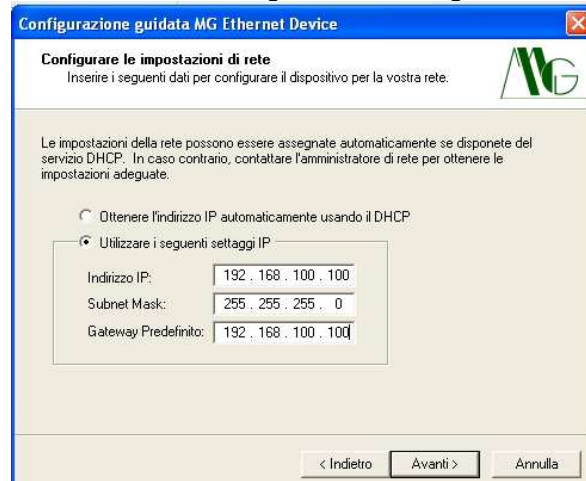 Configurazione guidata MG Ethernet Device
Configurare le impostazioni di rete
Inserire i seguenti dati per configurare il dispositivo per la vostra rete.
MG
Le impostazioni della rete possono essere assegnate automaticamente se disponete del
servizio DHCP. In caso contrario, contattare l'amministratore di rete per ottenere le
impostazioni adeguate.
Ottenere l'indirizzo IP automaticamente usando il DHCP
Utilizzare i seguenti settaggi IP
Indirizzo IP: 192 . 168 . 100 . 100
Subnet Mask: 255 . 255 . 255 . 0
Gateway Predefinito: 192 . 168 . 100 . 100
< Indietro Avanti > Annulla